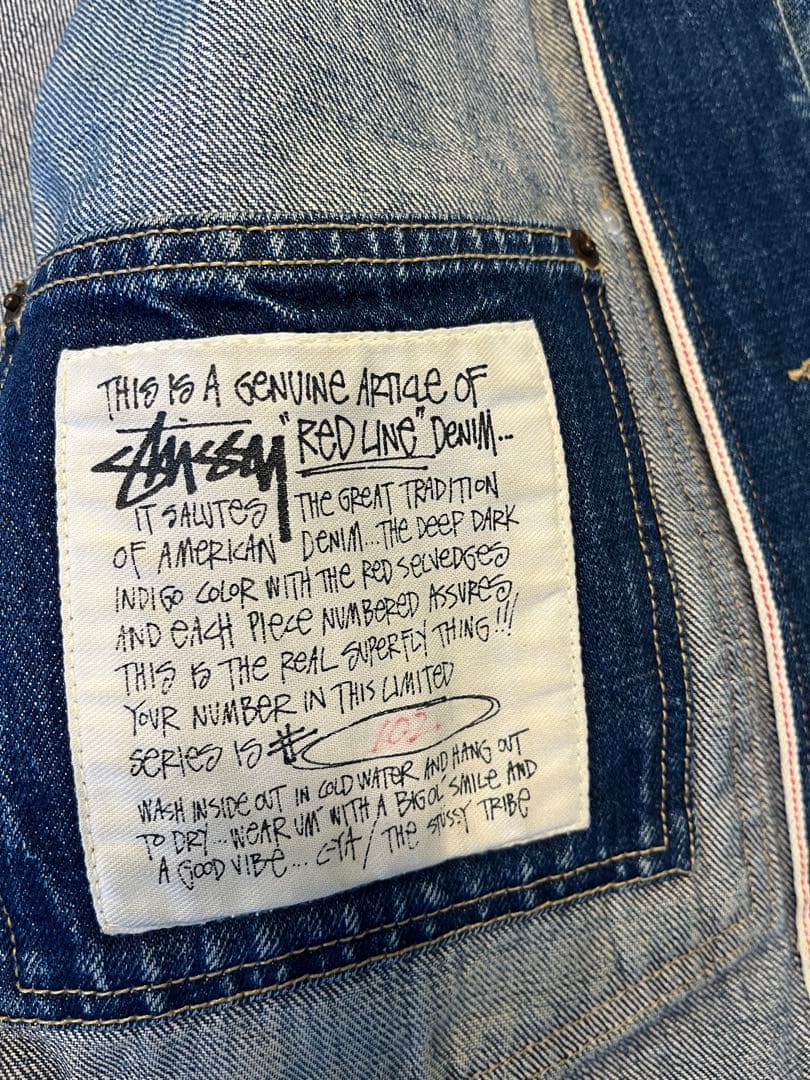 THIS IS A GENUINE ARTICLE OF
STÜSSY "RED LINE" DENIM...
IT SALUTES THE GREAT TRADITION
OF AMERICAN DENIM...THE DEEP DARK
INDIGO COLOR WITH THE RED SELVEDGES
AND EACH PIECE NUMBERED ASSURES
THIS IS THE REAL SUPERFLY THING!!!
YOUR NUMBER IN THIS LIMITED
SERIES IS # 102
WASH INSIDE OUT IN COLD WATER AND HANG OUT
TO DRY...WEAR UM' WITH A BIG OL' SMILE AND
A GOOD VIBE... C-YA / THE STUSSY TRIBE